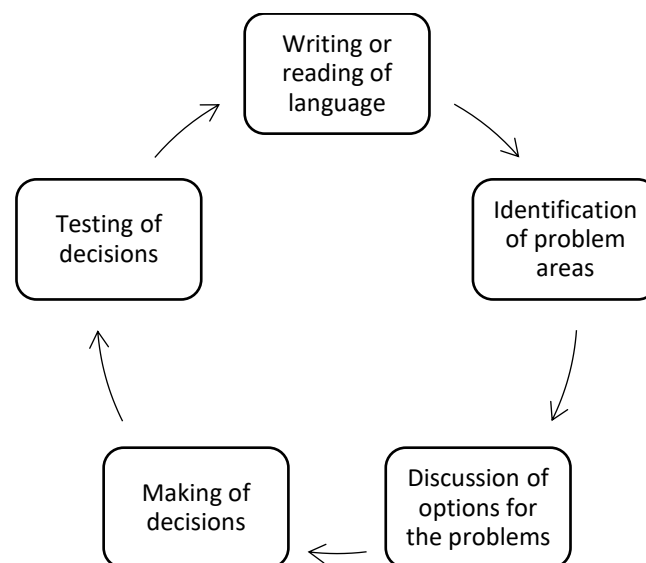 Writing or
reading of
language
Identification
of problem
areas
Discussion of
options for
the problems
Making of
decisions
Testing of
decisions